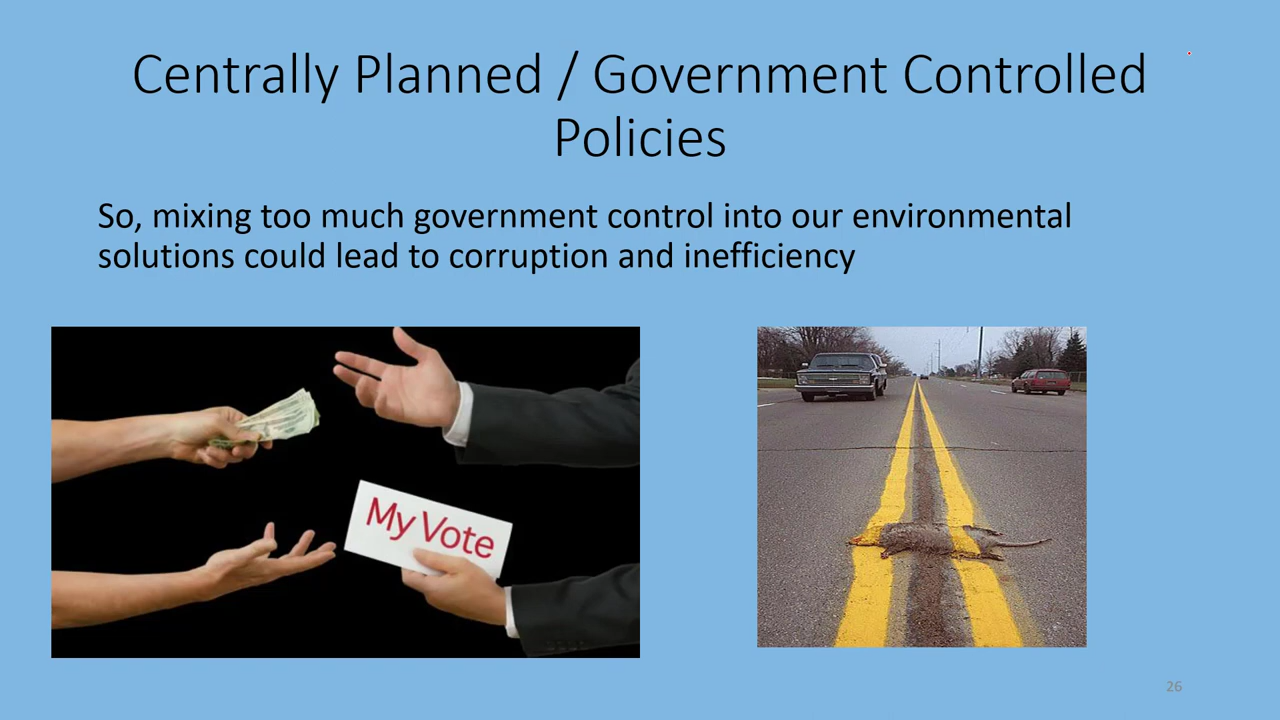 Centrally Planned / Government Controlled
Policies
So, mixing too much government control into our environmental
solutions could lead to corruption and inefficiency
My Vote
26